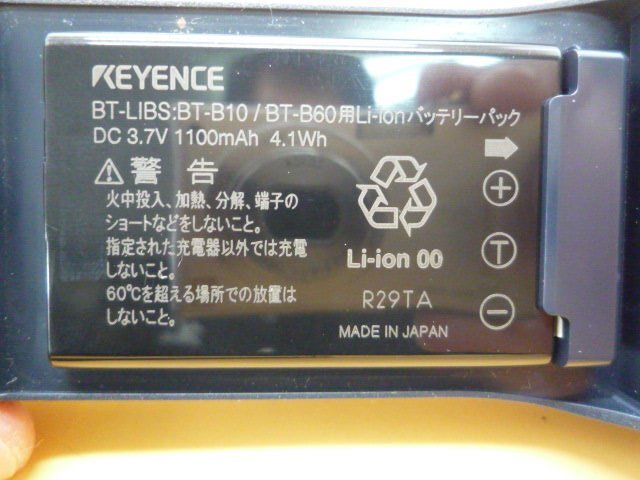 KEYENCE
BT-LIBS:BT-B10 / BT-B60用Li-ionバッテリーパック
DC 3.7V 1100mAh 4.1Wh
警告
火中投入、加熱、分解、端子の
ショートなどをしないこと。
指定された充電器以外では充電
しないこと。
60℃を超える場所での放置は
しないこと。
Li-ion 00
R29TA
MADE IN JAPAN
+
T
−